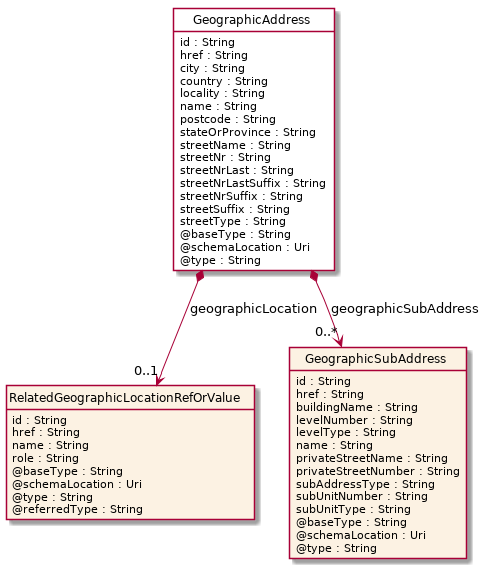 GeographicAddress
id : String
href : String
city : String
country : String
locality : String
name : String
postcode : String
stateOrProvince : String
streetName : String
streetNr : String
streetNrLast : String
streetNrLastSuffix : String
streetNrSuffix : String
streetSuffix : String
streetType : String
@baseType : String
@schemaLocation : Uri
@type : String
geographicLocation
geographicSubAddress
0..1
0..*
RelatedGeographicLocationRefOrValue
id : String
href : String
name : String
role : String
@baseType : String
@schemaLocation : Uri
@type : String
@referredType : String
GeographicSubAddress
id : String
href : String
buildingName : String
levelNumber : String
levelType : String
name : String
privateStreetName : String
privateStreetNumber : String
subAddressType : String
subUnitNumber : String
subUnitType : String
@baseType : String
@schemaLocation : Uri
@type : String